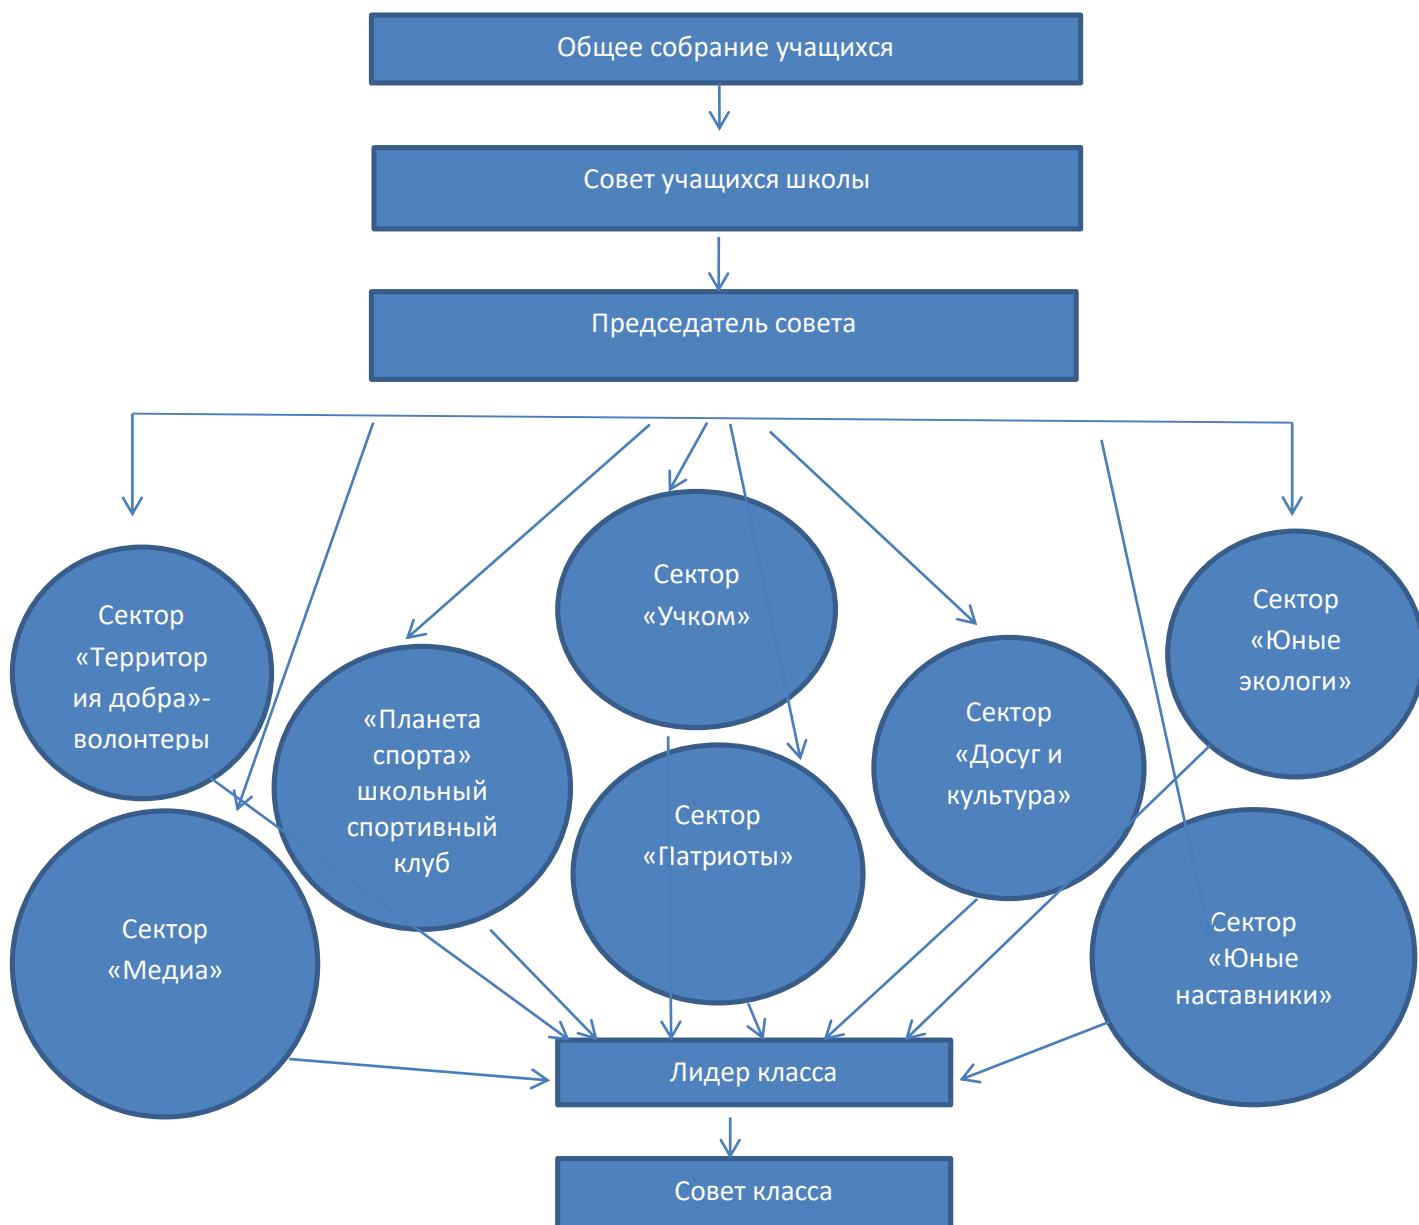 Общее собрание учащихся
Совет учащихся школы
Председатель совета
Сектор
«Территор
ия добра»-
волонтеры
«Планета
спорта»
школьный
спортивный
клуб
Сектор
«Учком»
Сектор
«Досуг и
культура»
Сектор
«Юные
экологи»
Сектор
«Медиа»
Сектор
«Патриоты»
Сектор
«Юные
наставники»
Лидер класса
Совет класса